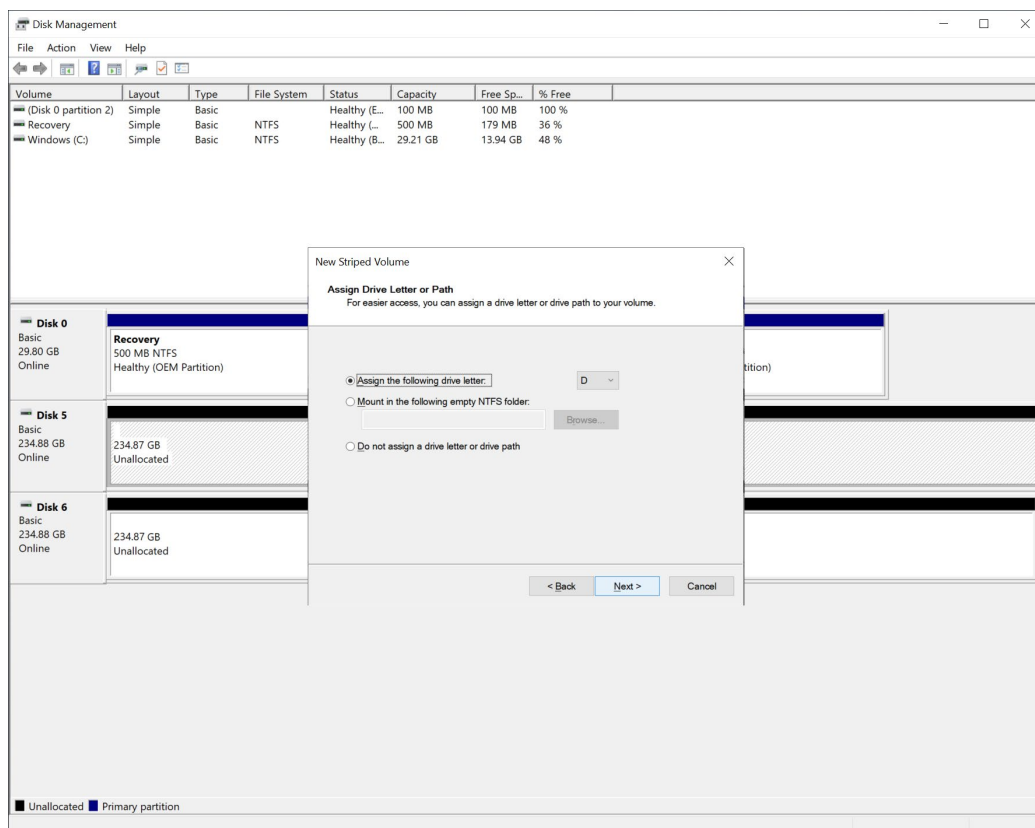 Disk Management
File Action View Help
Volume Layout Type File System Status Capacity Free Sp... % Free
(Disk 0 partition 2) Simple Basic Healthy (E... 100 MB 100 MB 100 %
Recovery Simple Basic NTFS Healthy (... 500 MB 179 MB 36 %
Windows (C:) Simple Basic NTFS Healthy (B... 29.21 GB 13.94 GB 48 %
New Striped Volume
Assign Drive Letter or Path
For easier access, you can assign a drive letter or drive path to your volume.
Assign the following drive letter: D
Mount in the following empty NTFS folder:
Browse...
Do not assign a drive letter or drive path
< Back Next > Cancel
Disk 0
Basic
29.80 GB
Online
Recovery
500 MB NTFS
Healthy (OEM Partition)
tition)
Disk 5
Basic
234.88 GB
Online
234.87 GB
Unallocated
Disk 6
Basic
234.88 GB
Online
234.87 GB
Unallocated
Unallocated Primary partition